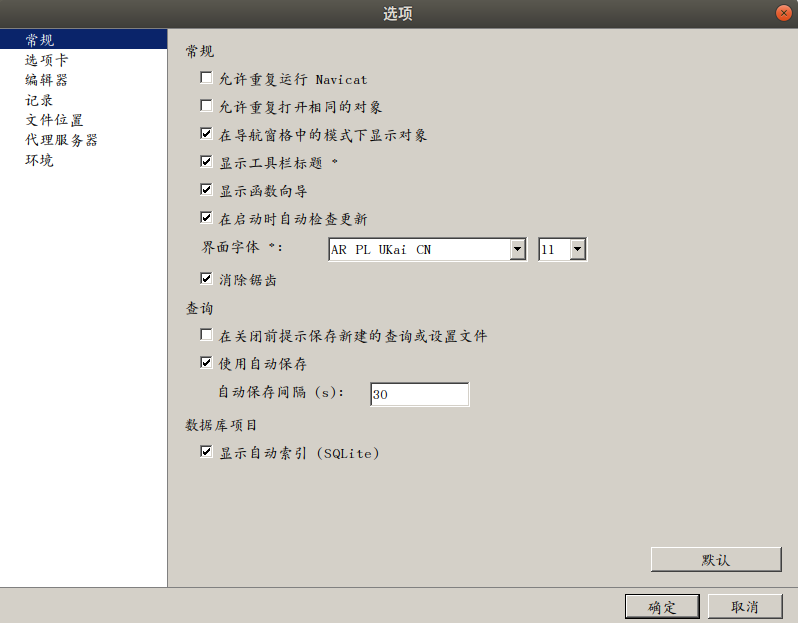 选项
常规
选项卡
编辑器
记录
文件位置
代理服务器
环境
常规
允许重复运行 Navicat
允许重复打开相同的对象
在导航窗格中的模式下显示对象
显示工具栏标题 *
显示函数向导
在启动时自动检查更新
界面字体 *: AR PL UKai CN 11
消除锯齿
查询
在关闭前提示保存新建的查询或设置文件
使用自动保存
自动保存间隔 (s): 30
数据库项目
显示自动索引 (SQLite)
默认
确定 取消